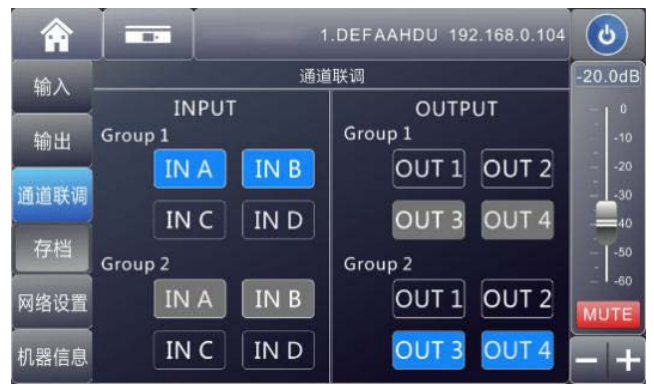 1.DEFAAHDU 192.168.0.104
输入
输出
通道联调
存档
网络设置
机器信息
通道联调
INPUT
Group 1
IN A IN B
IN C IN D
Group 2
IN A IN B
IN C IN D
OUTPUT
Group 1
OUT 1 OUT 2
OUT 3 OUT 4
Group 2
OUT 1 OUT 2
OUT 3 OUT 4
-20.0dB
0
-10
-20
-30
-40
-50
-60
MUTE
- +